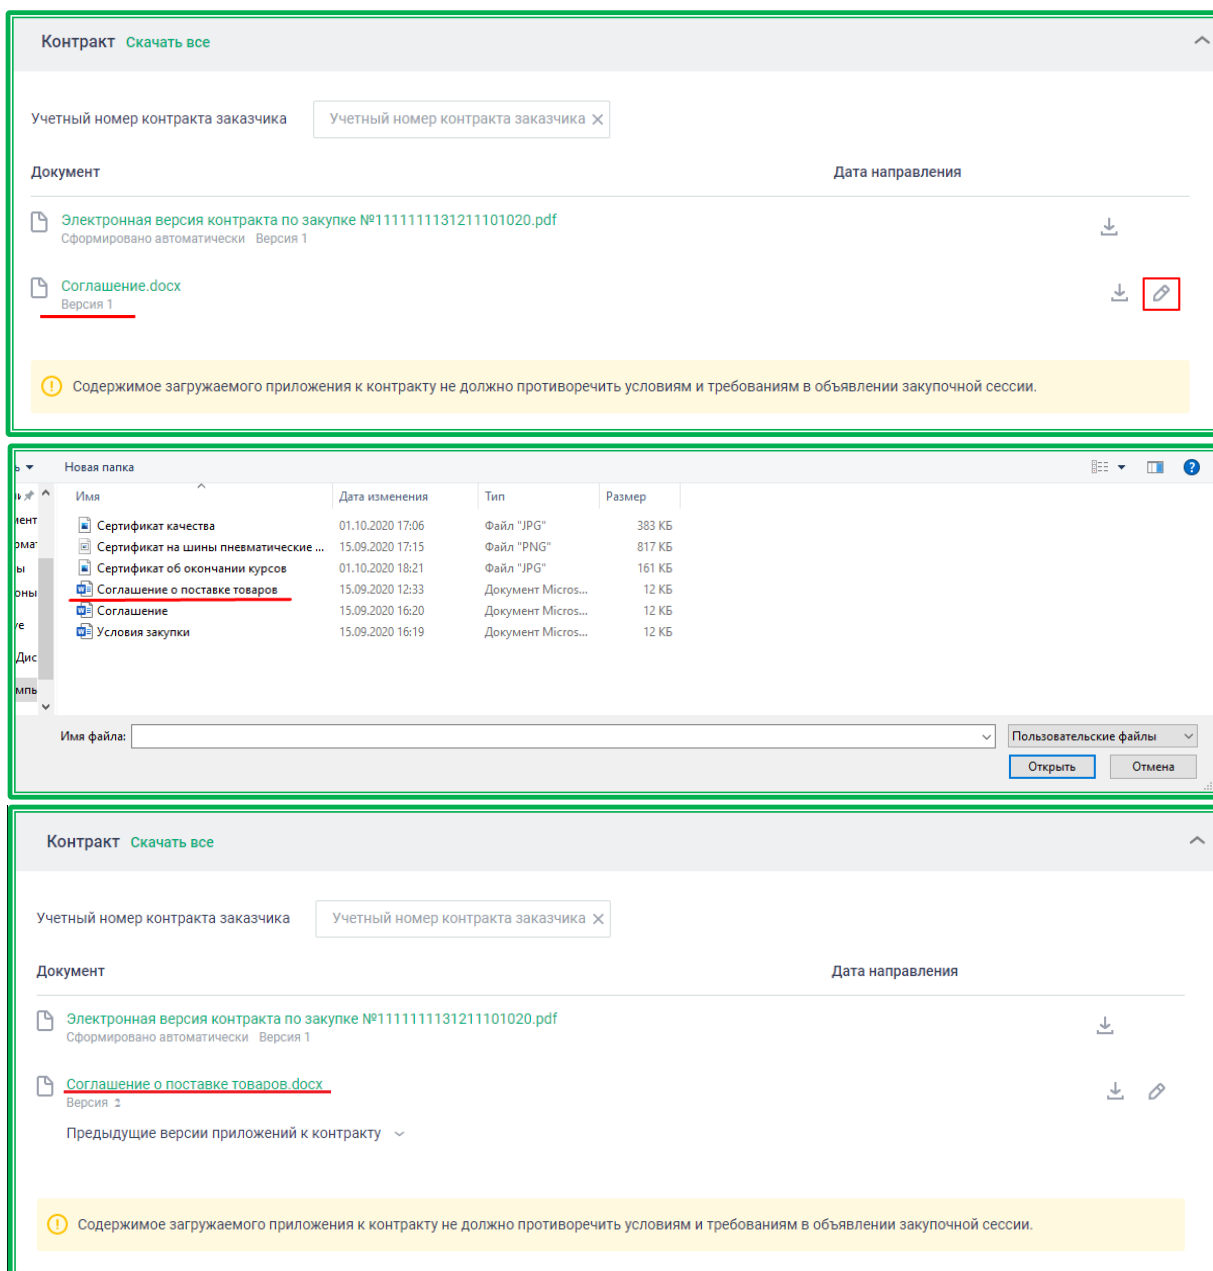 Контракт Скачать все
Учетный номер контракта заказчика Учетный номер контракта заказчика
Документ Дата направления
Электронная версия контракта по закупке №1111111131211101020.pdf
Сформировано автоматически Версия 1
Соглашение.docx
Версия 1
Содержимое загружаемого приложения к контракту не должно противоречить условиям и требованиям в объявлении закупочной сессии.
Новая папка
Имя Дата изменения Тип Размер
Сертификат качества 01.10.2020 17:06 Файл "JPG" 383 КБ
Сертификат на шины пневматические ... 15.09.2020 17:15 Файл "PNG" 817 КБ
Сертификат об окончании курсов 01.10.2020 18:21 Файл "JPG" 161 КБ
Соглашение о поставке товаров 15.09.2020 12:33 Документ Micros... 12 КБ
Соглашение 15.09.2020 16:20 Документ Micros... 12 КБ
Условия закупки 15.09.2020 16:19 Документ Micros... 12 КБ
Имя файла: Пользовательские файлы
Открыть Отмена
Контракт Скачать все
Учетный номер контракта заказчика Учетный номер контракта заказчика
Документ Дата направления
Электронная версия контракта по закупке №1111111131211101020.pdf
Сформировано автоматически Версия 1
Соглашение о поставке товаров.docx
Версия 2
Предыдущие версии приложений к контракту
Содержимое загружаемого приложения к контракту не должно противоречить условиям и требованиям в объявлении закупочной сессии.